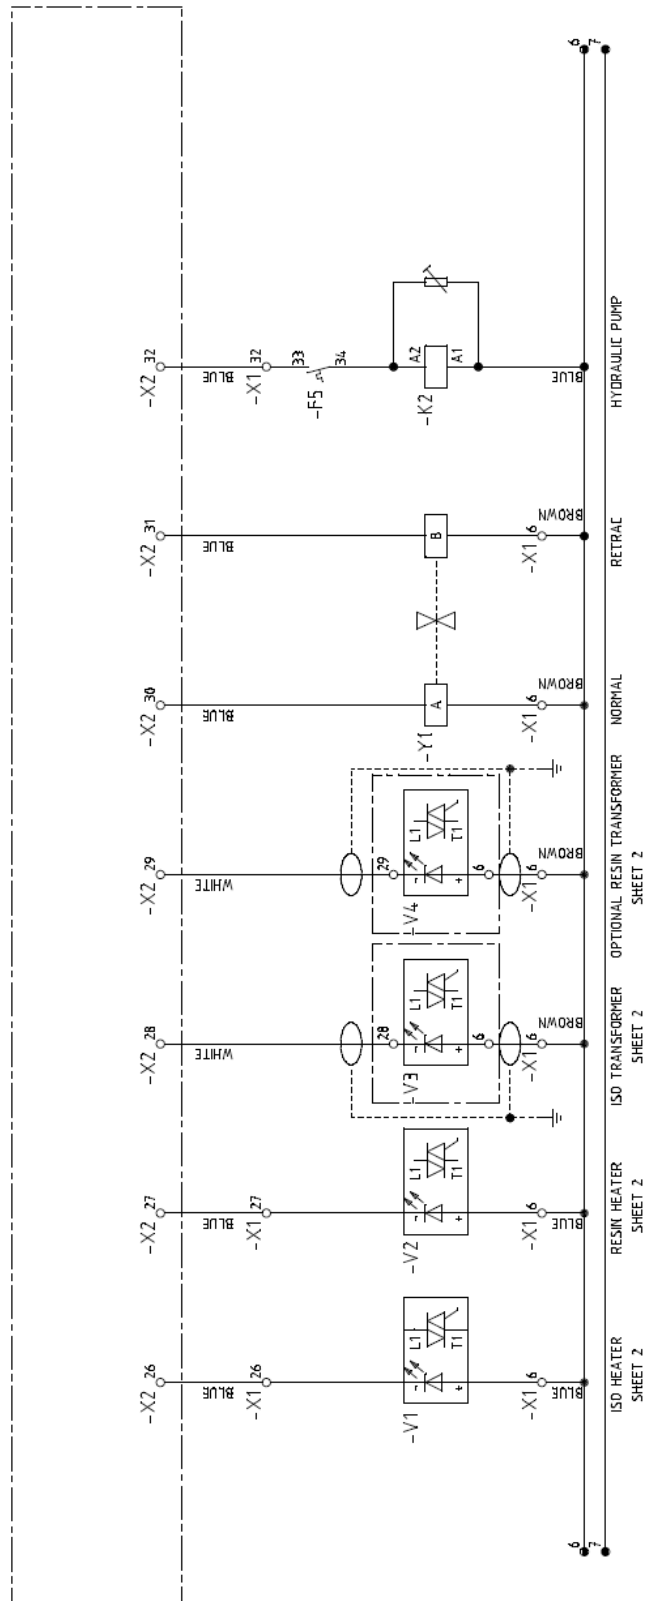 6
7
-X2 32
BLUE
-X1 32
33
34
-F5
A2
A1
-K2
BLUE
HYDRAULIC PUMP
-X2 31
BLUE
B
-X1 6
BROWN
RETRAC
-X2 30
BLUE
A
-Y1
-X1 6
BROWN
NORMAL
-X2 29
WHITE
29
L1
T1
-
+
-V4
6
-X1 6
BROWN
OPTIONAL RESIN TRANSFORMER
SHEET 2
-X2 28
WHITE
28
L1
T1
-
+
-V3
6
-X1 6
BROWN
ISO TRANSFORMER
SHEET 2
-X2 27
BLUE
-X1 27
L1
T1
-
+
-V2
-X1 6
BLUE
RESIN HEATER
SHEET 2
-X2 26
BLUE
-X1 26
L1
T1
-
+
-V1
-X1 6
BLUE
ISO HEATER
SHEET 2
6
7